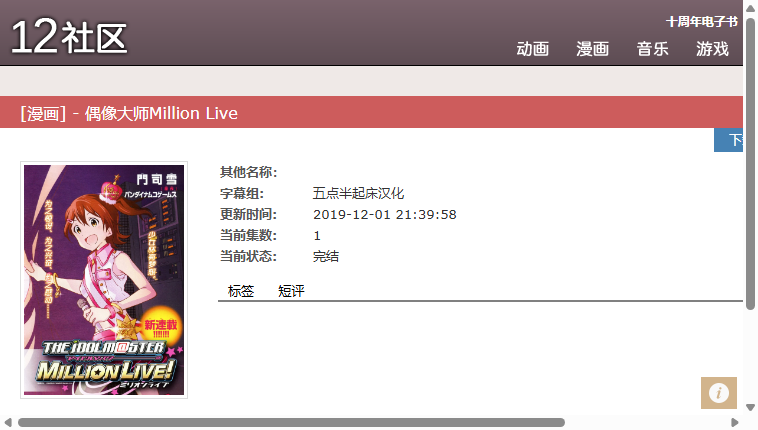 12社区
十周年电子书
动画 漫画 音乐 游戏
[漫画] - 偶像大师Million Live
其他名称:
字幕组: 五点半起床汉化
更新时间: 2019-12-01 21:39:58
当前集数: 1
当前状态: 完结
标签 短评
門司雪
バンダイナムコゲームス
新連載
THE IDOLM@STER
MILLION LIVE!
ミリオンライブ